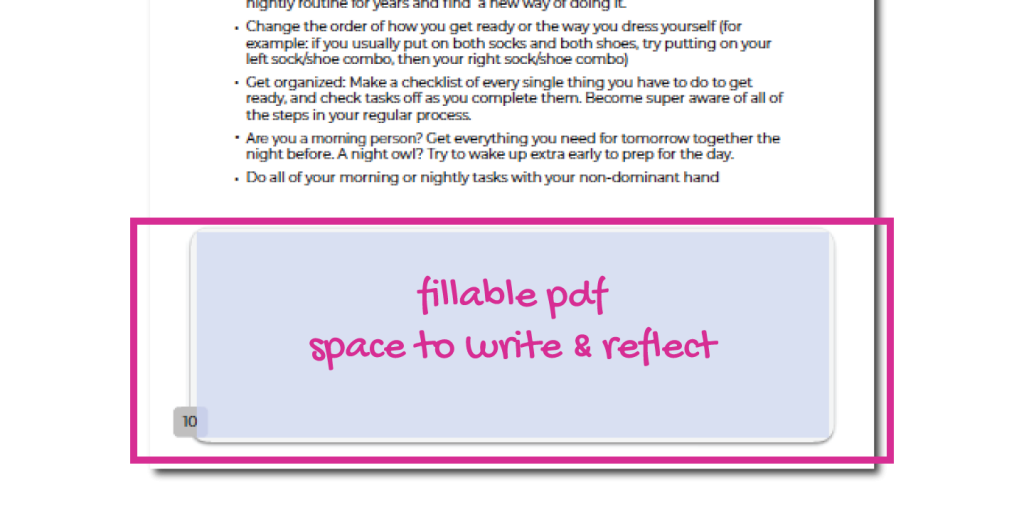 nightly routine for years and find a new way of doing it.
• Change the order of how you get ready or the way you dress yourself (for
example: if you usually put on both socks and both shoes, try putting on your
left sock/shoe combo, then your right sock/shoe combo)
• Get organized: Make a checklist of every single thing you have to do to get
ready, and check tasks off as you complete them. Become super aware of all of
the steps in your regular process.
• Are you a morning person? Get everything you need for tomorrow together the
night before. A night owl? Try to wake up extra early to prep for the day.
• Do all of your morning or nightly tasks with your non-dominant hand
fillable pdf
space to write & reflect
10